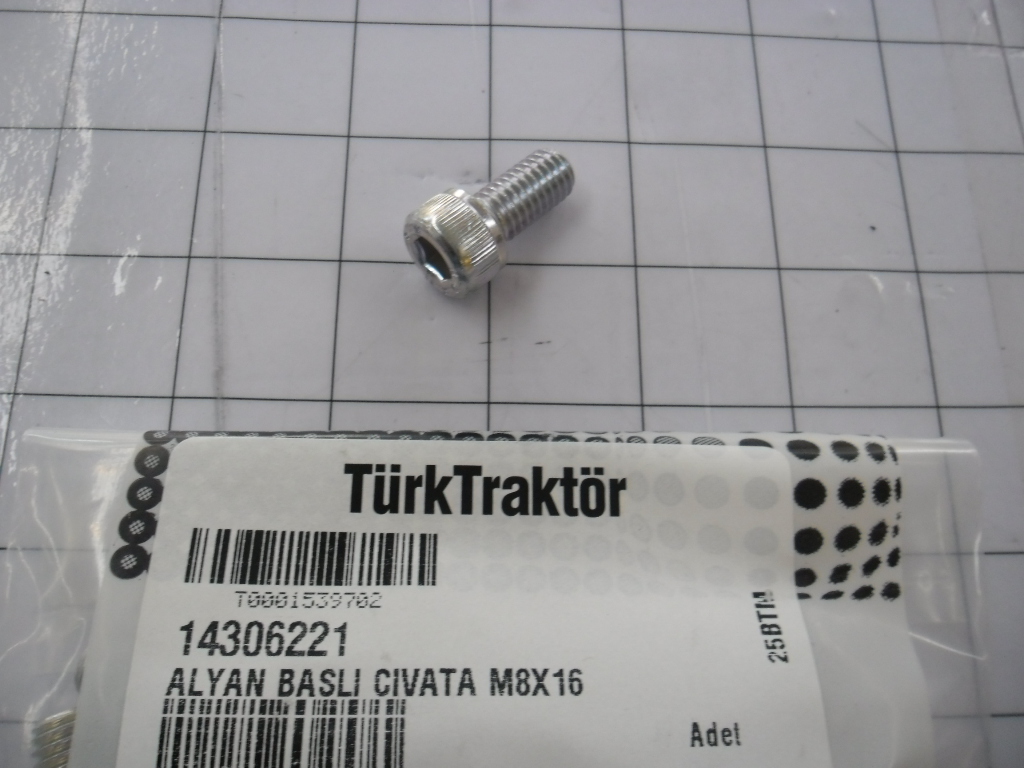 TürkTraktör
T0001539702
14306221
ALYAN BASLI CIVATA M8X16
25BTM
Adet